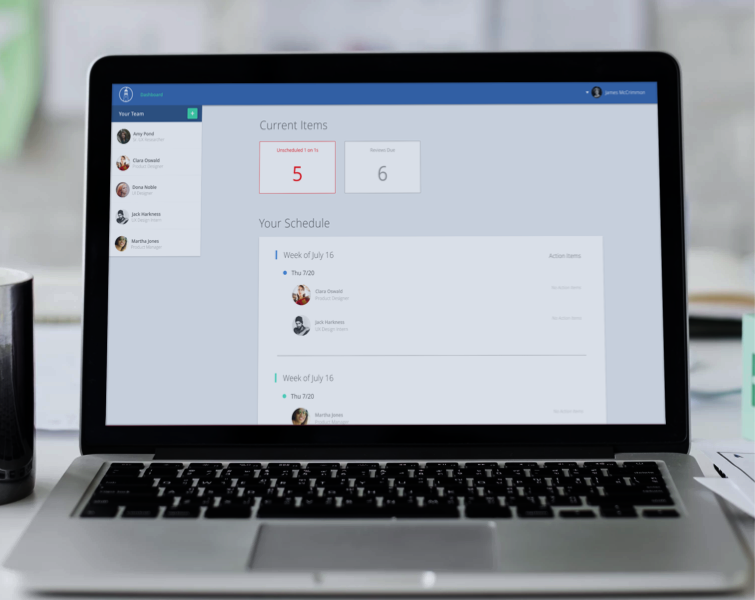 Dashboard
James McCrimmon
Your Team
+
Amy Pond
Clara Oswald
Product Designer
Dona Noble
UX Designer
Jack Harkness
UX Design Intern
Martha Jones
Product Manager
Current Items
Unscheduled 1 on 1s
5
Reviews Due
6
Your Schedule
Week of July 16
Action Items
Thu 7/20
Clara Oswald
Product Designer
No Action Items
Jack Harkness
UX Design Intern
No Action Items
Week of July 16
Thu 7/20
Martha Jones
Product Manager
No Action Items